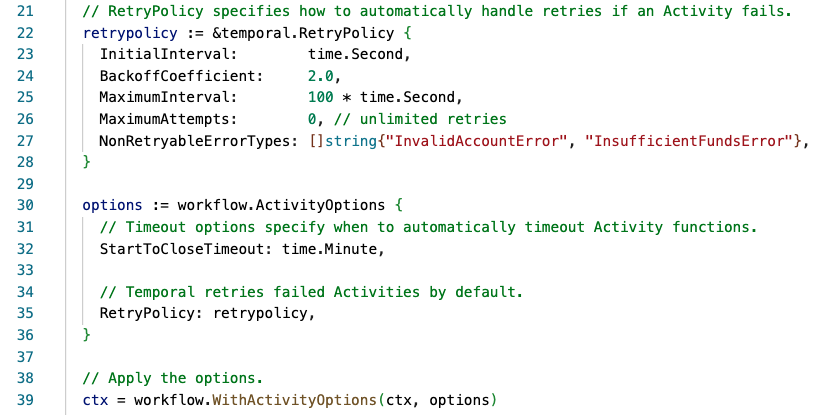 21 // RetryPolicy specifies how to automatically handle retries if an Activity fails.
22 retrypolicy := &temporal.RetryPolicy {
23   InitialInterval:        time.Second,
24   BackoffCoefficient:     2.0,
25   MaximumInterval:        100 * time.Second,
26   MaximumAttempts:        0, // unlimited retries
27   NonRetryableErrorTypes: []string{"InvalidAccountError", "InsufficientFundsError"},
28 }
29
30 options := workflow.ActivityOptions {
31   // Timeout options specify when to automatically timeout Activity functions.
32   StartToCloseTimeout: time.Minute,
33
34   // Temporal retries failed Activities by default.
35   RetryPolicy: retrypolicy,
36 }
37
38 // Apply the options.
39 ctx = workflow.WithActivityOptions(ctx, options)